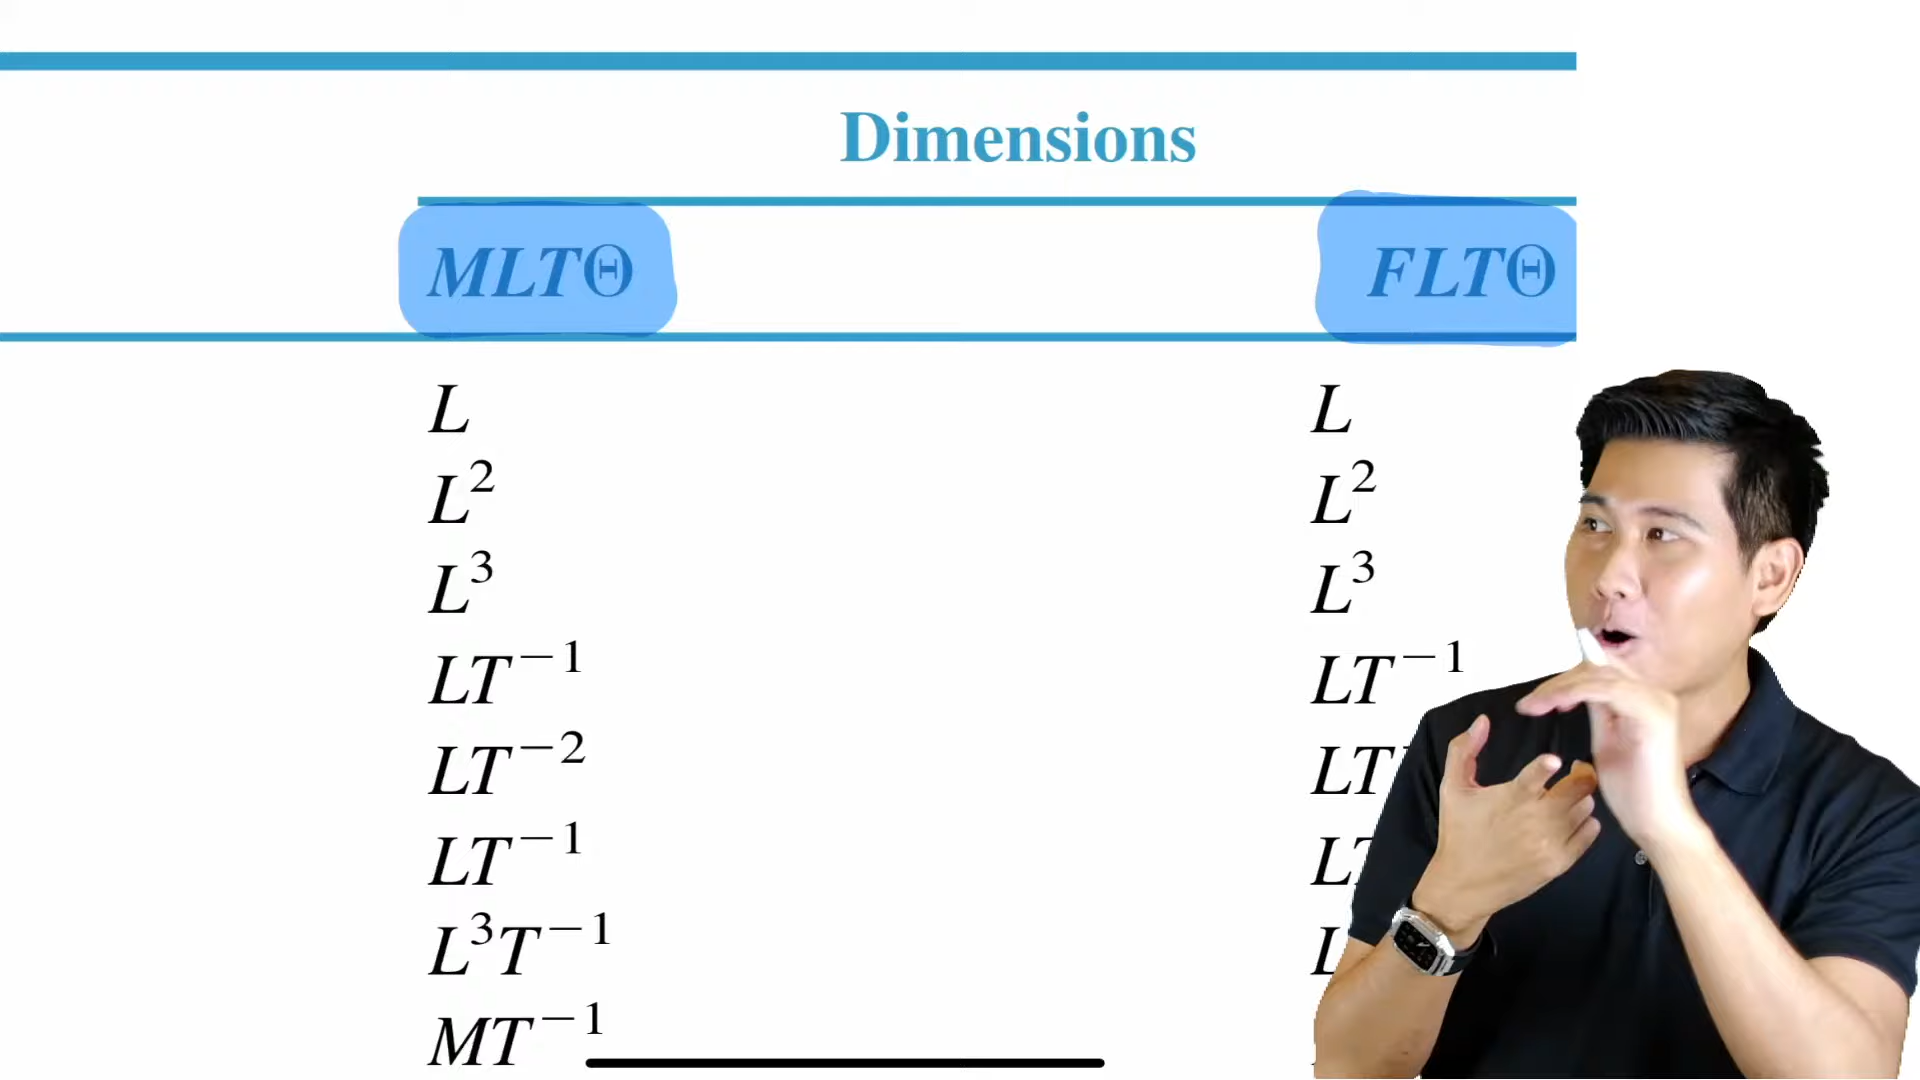 Dimensions
MLTΘ FLTΘ
L L
L² L²
L³ L³
LT⁻¹ LT⁻¹
LT⁻² LT
LT⁻¹
L³T⁻¹ L
MT⁻¹